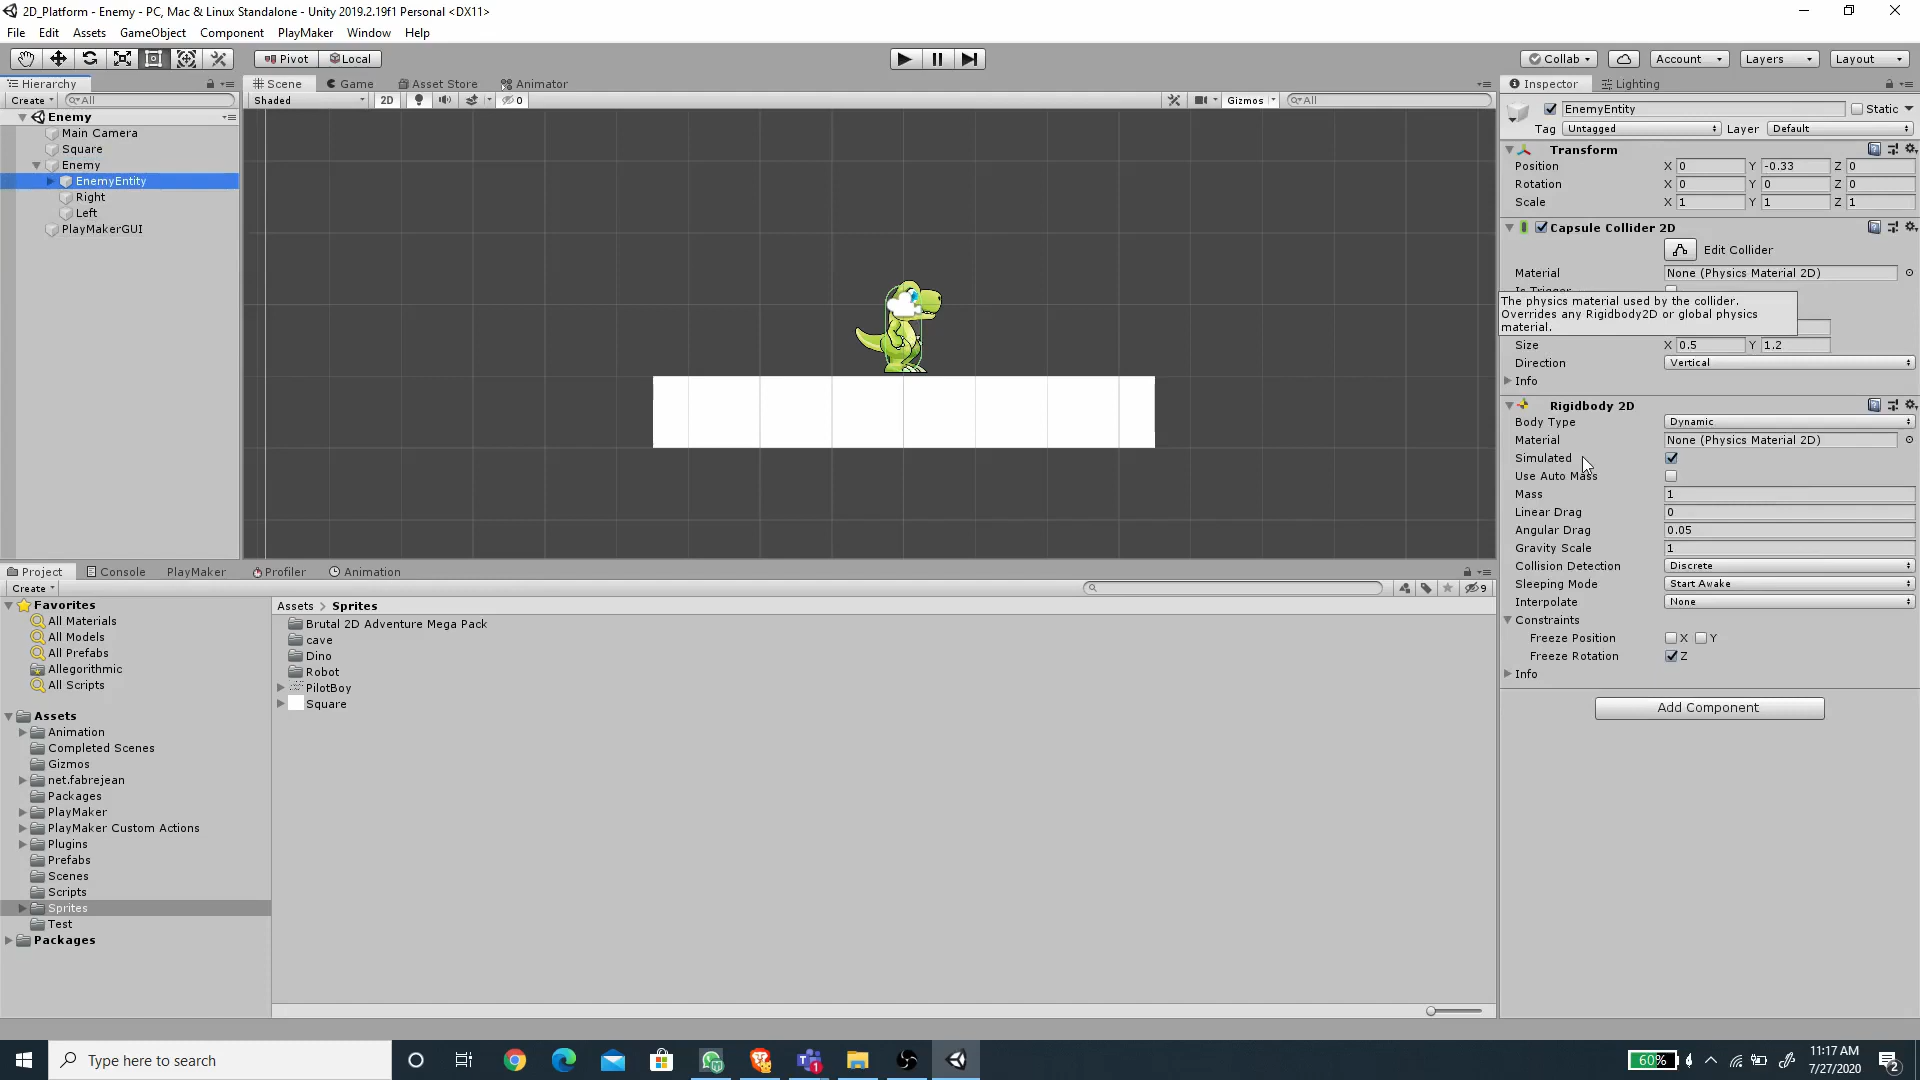 2D_Platform - Enemy - PC, Mac & Linux Standalone - Unity 2019.2.19f1 Personal <DX11>
File Edit Assets GameObject Component PlayMaker Window Help
Pivot Local Collab Account Layers Layout
Hierarchy
Create All
Enemy
Main Camera
Square
Enemy
EnemyEntity
Right
Left
PlayMakerGUI
Scene Game Asset Store Animator
Shaded 2D 0 Gizmos All
Inspector Lighting
EnemyEntity Static
Tag Untagged Layer Default
Transform
Position X 0 Y -0.33 Z 0
Rotation X 0 Y 0 Z 0
Scale X 1 Y 1 Z 1
Capsule Collider 2D
Edit Collider
Material None (Physics Material 2D)
The physics material used by the collider.
Overrides any Rigidbody2D or global physics
material.
Size X 0.5 Y 1.2
Direction Vertical
Info
Rigidbody 2D
Body Type Dynamic
Material None (Physics Material 2D)
Simulated
Use Auto Mass
Mass 1
Linear Drag 0
Angular Drag 0.05
Gravity Scale 1
Collision Detection Discrete
Sleeping Mode Start Awake
Interpolate None
Constraints
Freeze Position X Y
Freeze Rotation Z
Info
Add Component
Project Console PlayMaker Profiler Animation
Create 9
Favorites
All Materials
All Models
All Prefabs
Allegorithmic
All Scripts
Assets
Animation
Completed Scenes
Gizmos
net.fabrejean
Packages
PlayMaker
PlayMaker Custom Actions
Plugins
Prefabs
Scenes
Scripts
Sprites
Test
Packages
Assets > Sprites
Brutal 2D Adventure Mega Pack
cave
Dino
Robot
PilotBoy
Square
Type here to search
60%
11:17 AM
7/27/2020
2
1